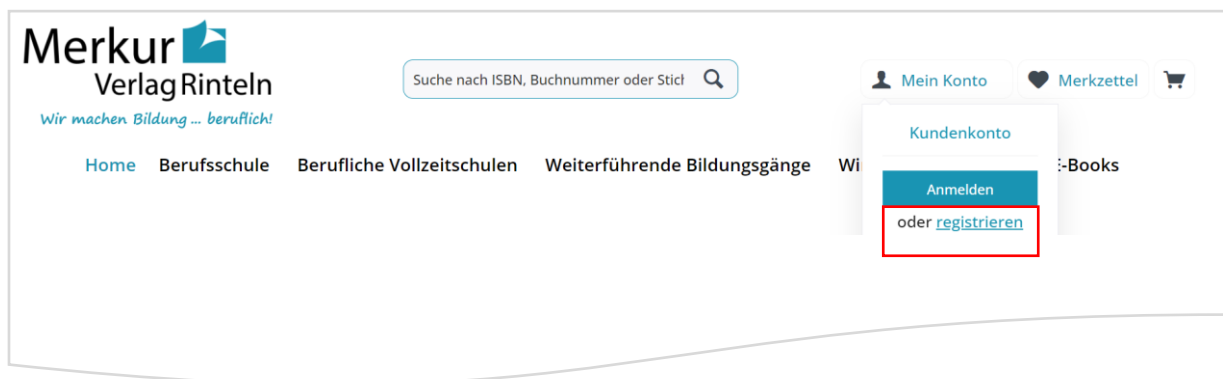 Merkur
Verlag Rinteln
Wir machen Bildung ... beruflich!
Suche nach ISBN, Buchnummer oder Stich
Mein Konto
Merkzettel
Kundenkonto
Home Berufsschule Berufliche Vollzeitschulen Weiterführende Bildungsgänge Wi E-Books
Anmelden
oder registrieren